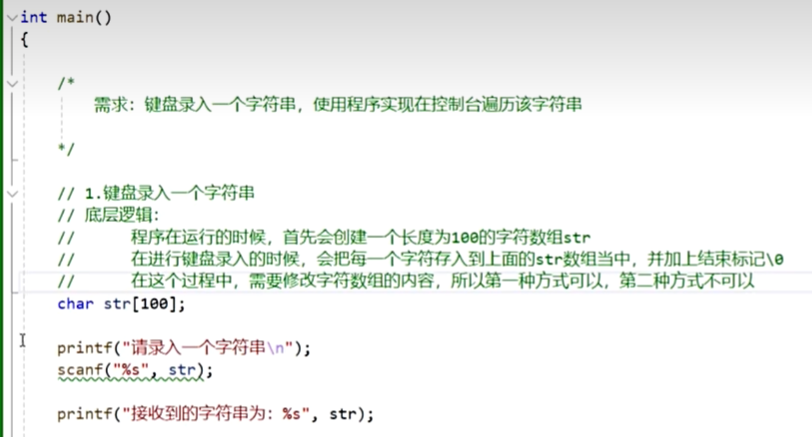 int main()
{
/*
需求：键盘录入一个字符串，使用程序实现在控制台遍历该字符串
*/
// 1.键盘录入一个字符串
// 底层逻辑：
//      程序在运行的时候，首先会创建一个长度为100的字符数组str
//      在进行键盘录入的时候，会把每一个字符存入到上面的str数组当中，并加上结束标记\0
//      在这个过程中，需要修改字符数组的内容，所以第一种方式可以，第二种方式不可以
char str[100];
printf("请录入一个字符串\n");
scanf("%s", str);
printf("接收到的字符串为：%s", str);